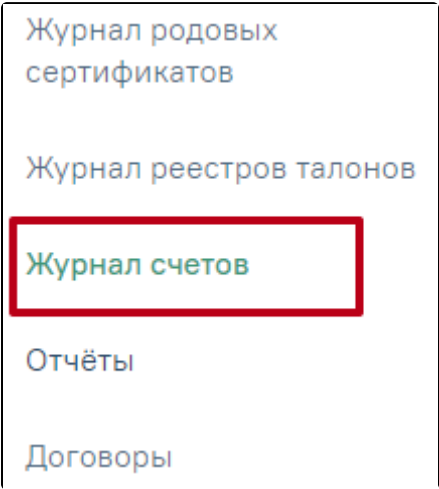 Журнал родовых
сертификатов
Журнал реестров талонов
Журнал счетов
Отчёты
Договоры